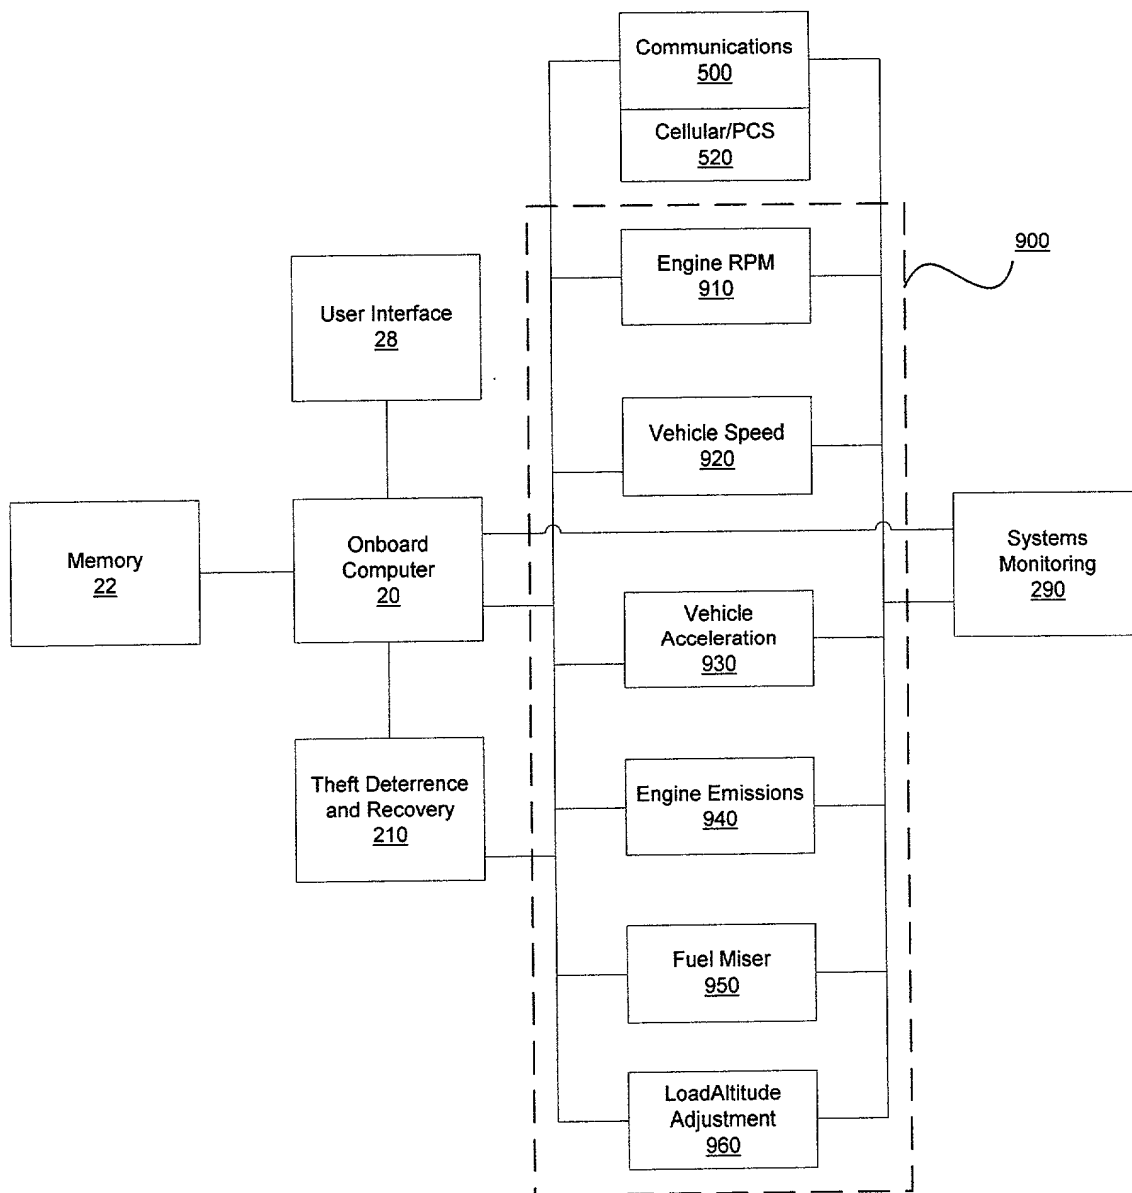 Communications
500
Cellular/PCS
520
900
Engine RPM
910
User Interface
28
Vehicle Speed
920
Memory
22
Onboard
Computer
20
Systems
Monitoring
290
Vehicle
Acceleration
930
Theft Deterrence
and Recovery
210
Engine Emissions
940
Fuel Miser
950
LoadAltitude
Adjustment
960